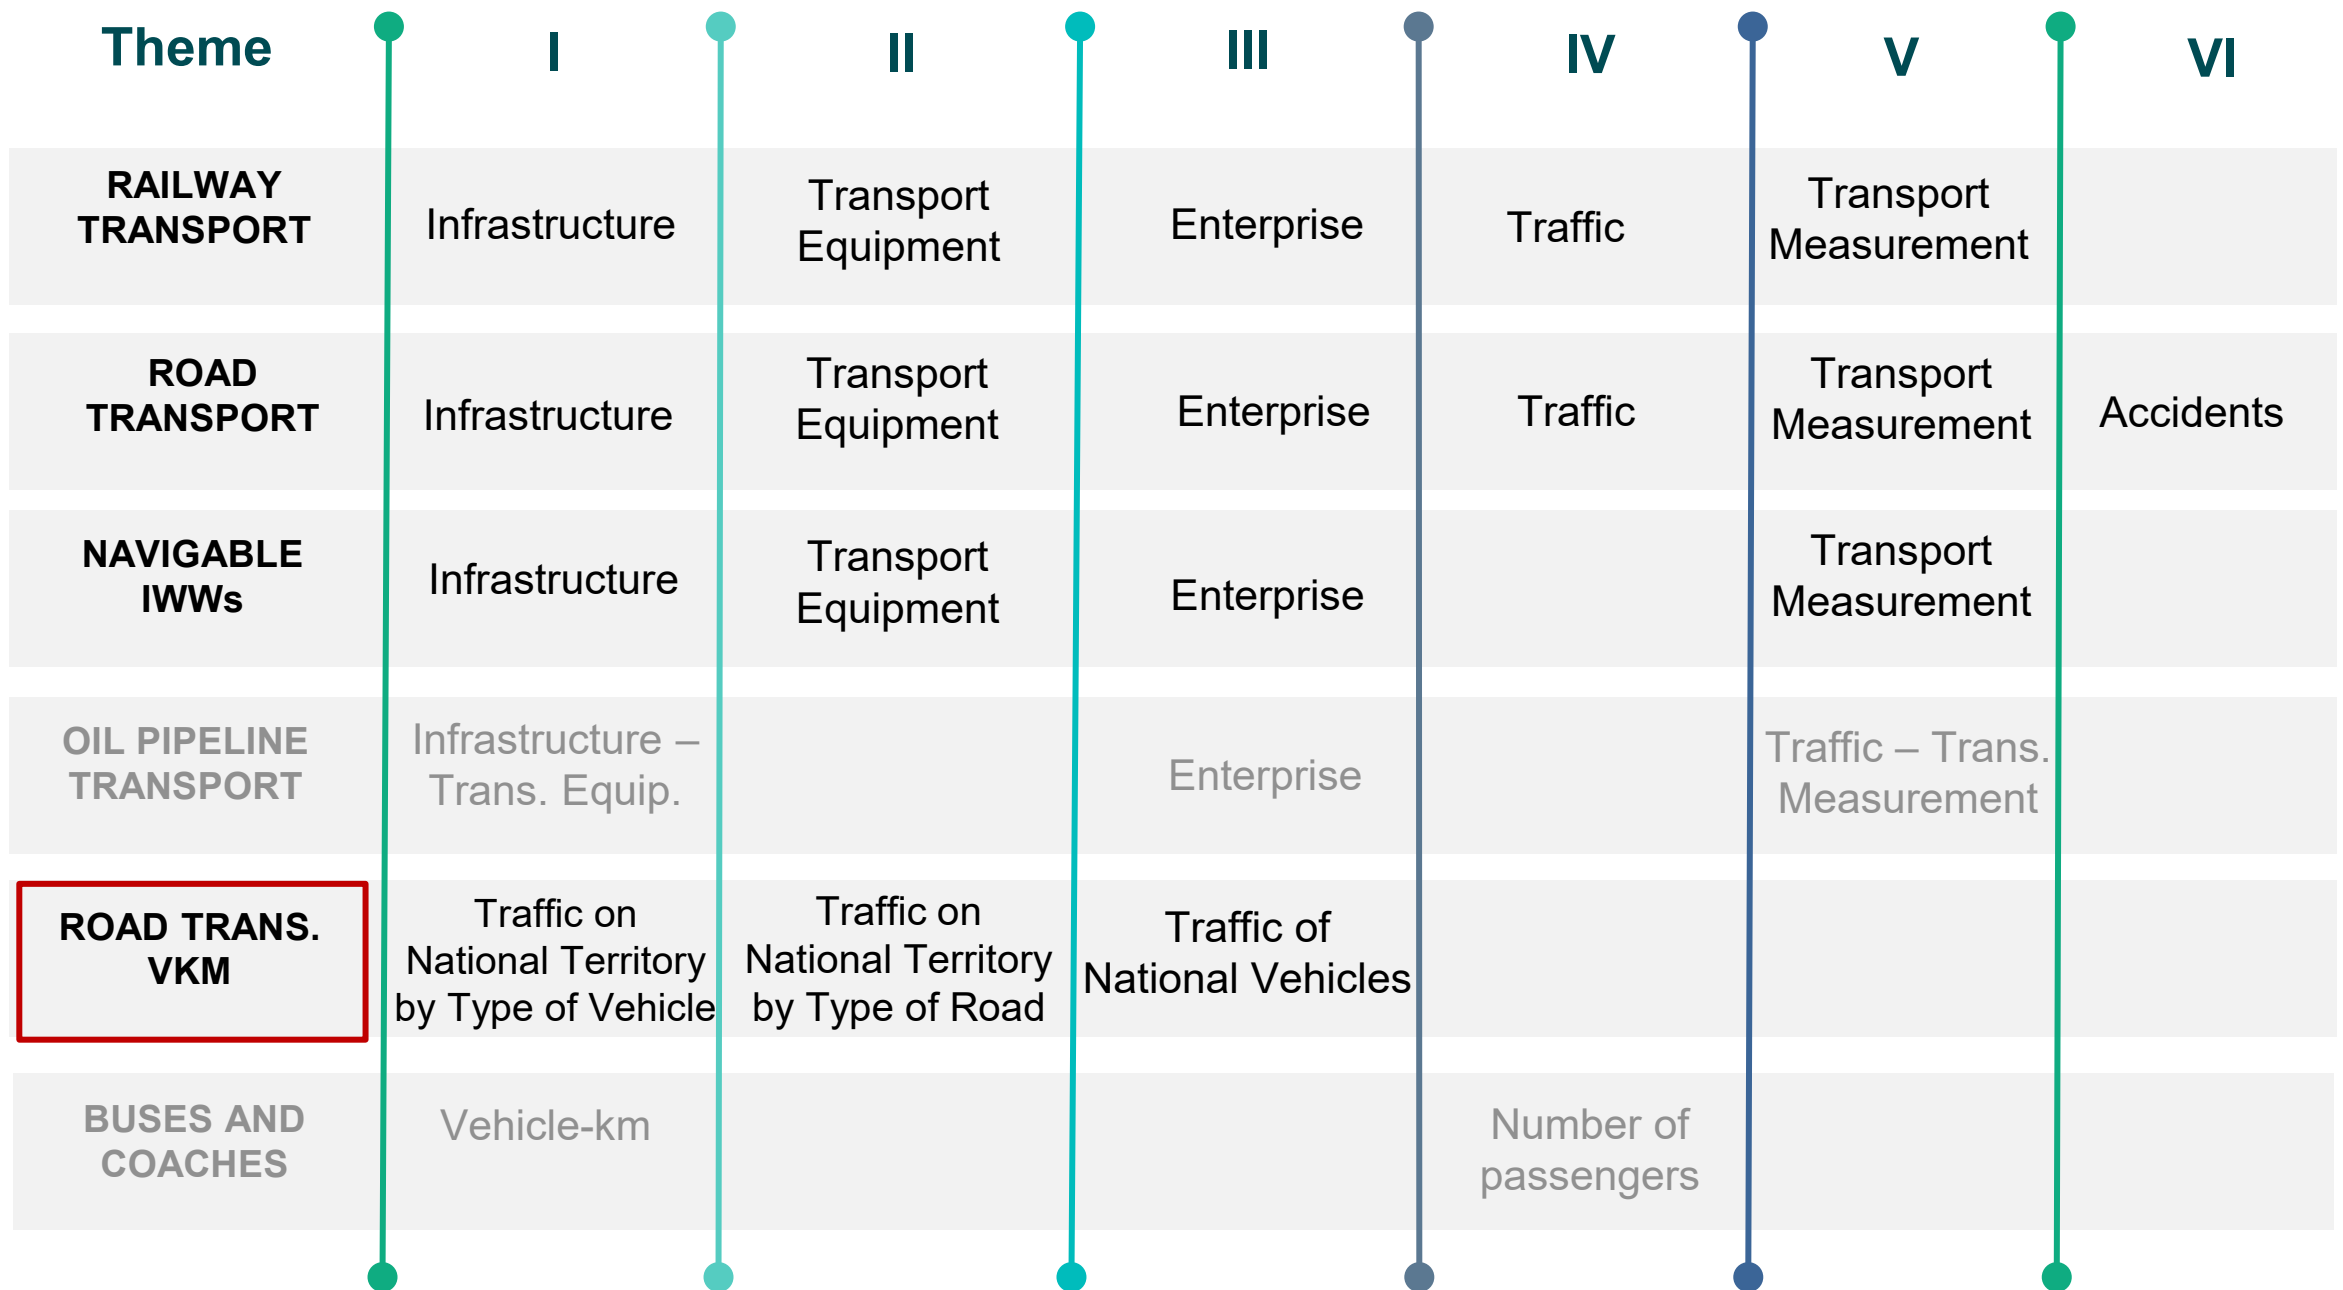 Theme
I
II
III
IV
V
VI
RAILWAY
TRANSPORT
Infrastructure
Transport
Equipment
Enterprise
Traffic
Transport
Measurement
ROAD
TRANSPORT
Infrastructure
Transport
Equipment
Enterprise
Traffic
Transport
Measurement
Accidents
NAVIGABLE
IWWs
Infrastructure
Transport
Equipment
Enterprise
Transport
Measurement
OIL PIPELINE
TRANSPORT
Infrastructure –
Trans. Equip.
Enterprise
Traffic – Trans.
Measurement
ROAD TRANS.
VKM
Traffic on
National Territory
by Type of Vehicle
Traffic on
National Territory
by Type of Road
Traffic of
National Vehicles
BUSES AND
COACHES
Vehicle-km
Number of
passengers